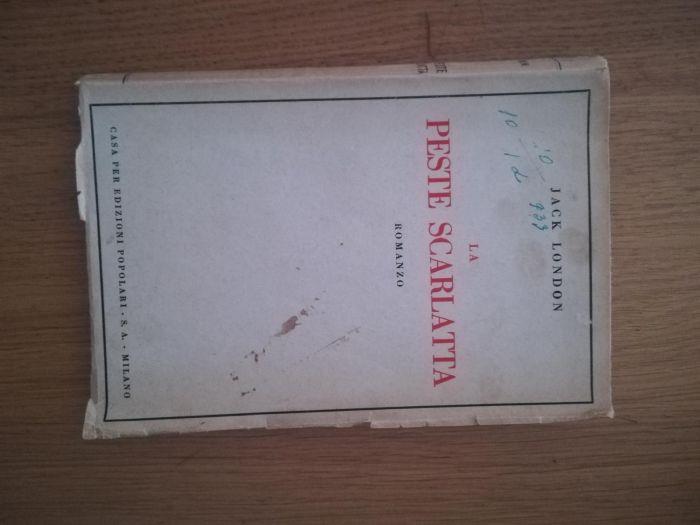 JACK LONDON
LA
PESTE SCARLATTA
ROMANZO
CASA PER EDIZIONI POPOLARI - S. A. - MILANO